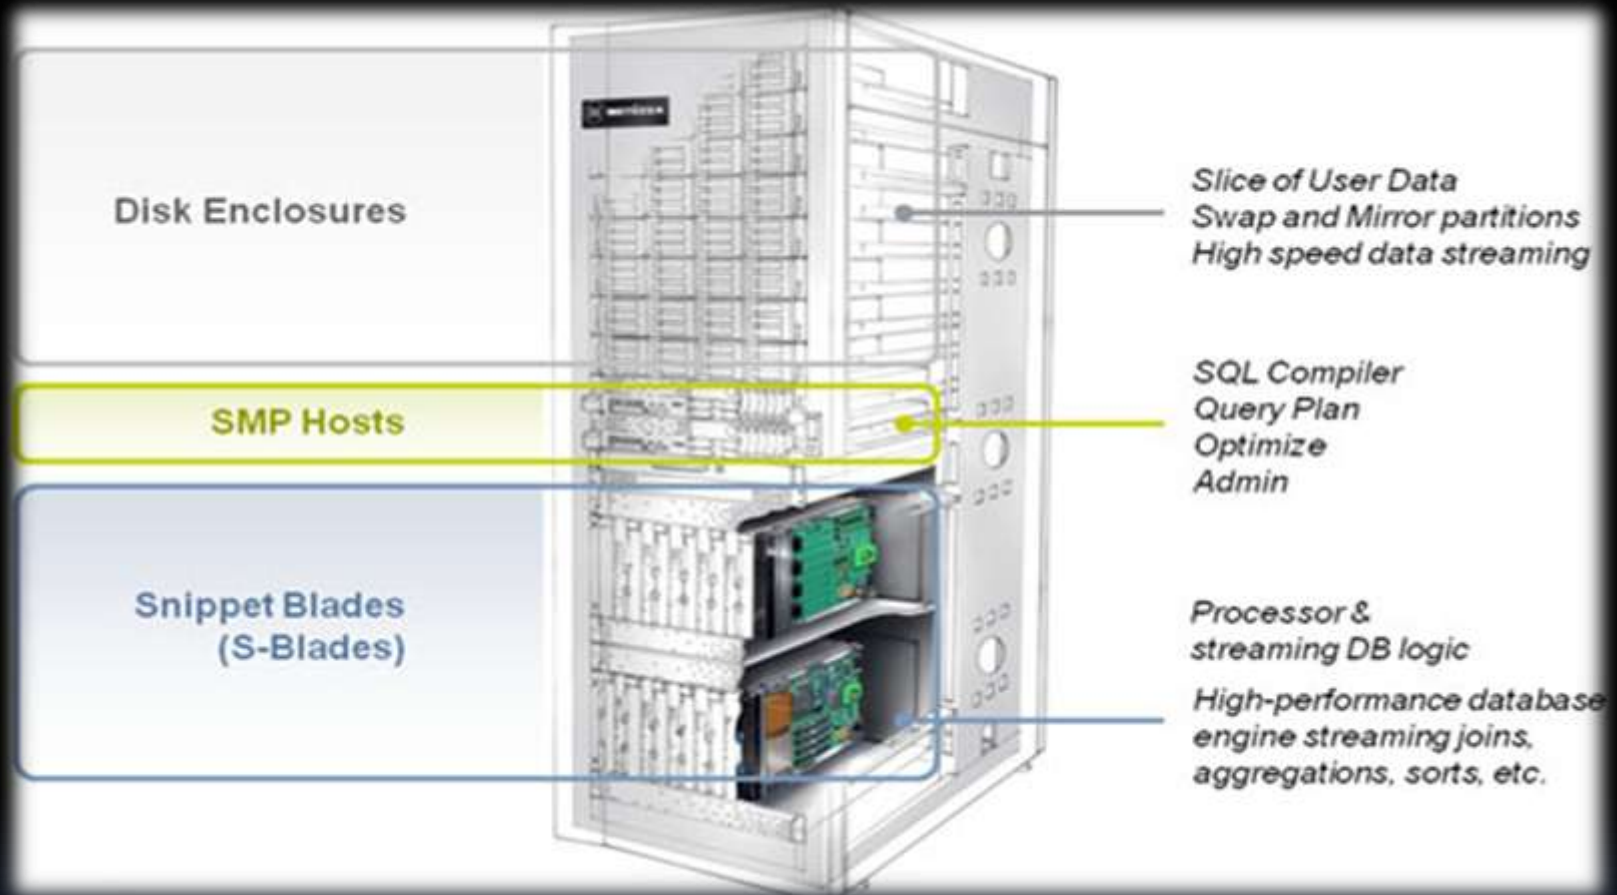 NETEZZA
Disk Enclosures
Slice of User Data
Swap and Mirror partitions
High speed data streaming
SMP Hosts
SQL Compiler
Query Plan
Optimize
Admin
Snippet Blades
(S-Blades)
Processor &
streaming DB logic
High-performance database
engine streaming joins,
aggregations, sorts, etc.